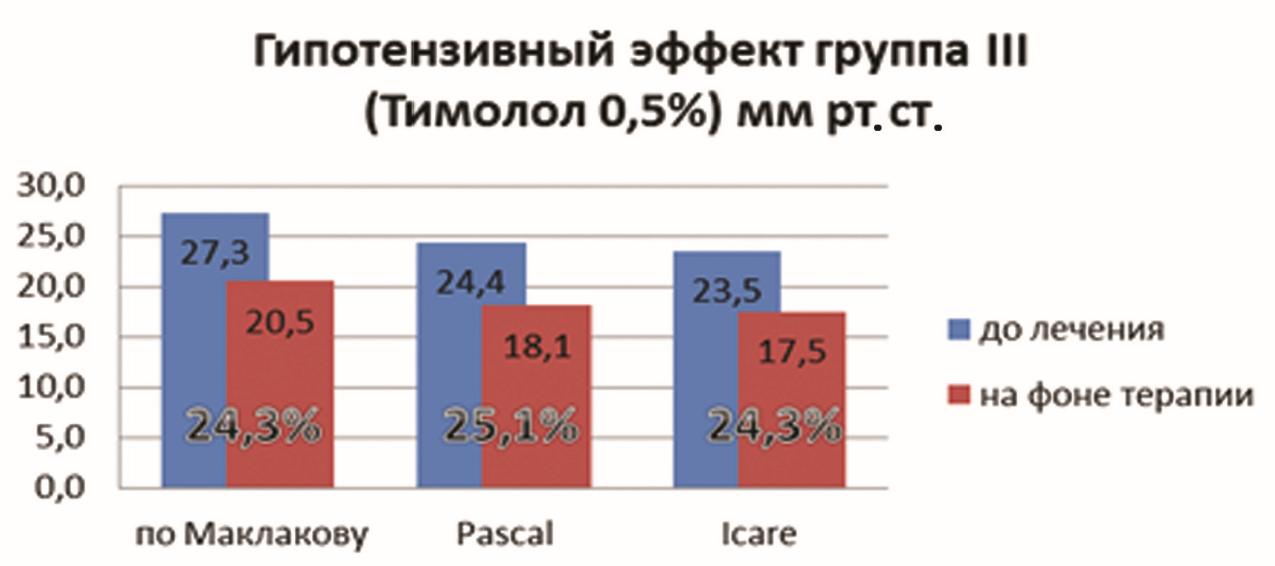 Гипотензивный эффект группа III
(Тимолол 0,5%) мм рт. ст.
30,0
25,0
20,0
15,0
10,0
5,0
0,0
27,3
20,5
24,3%
24,4
18,1
25,1%
23,5
17,5
24,3%
по Маклакову
Pascal
Icare
до лечения
на фоне терапии